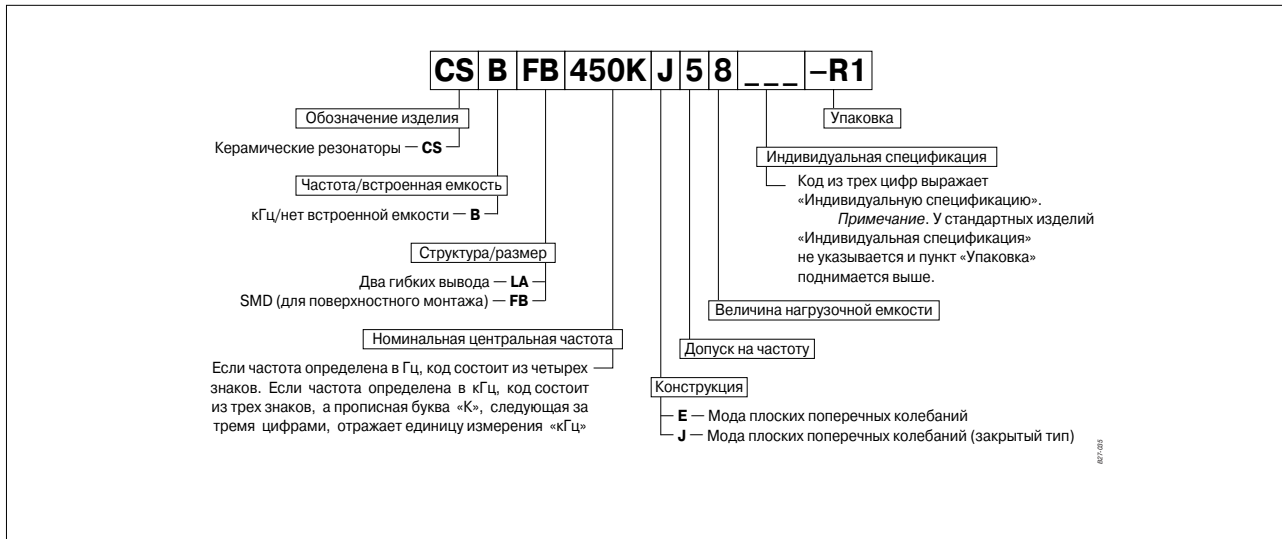 CS B FB 450K J 5 8 _ _ _ –R1
Обозначение изделия
Керамические резонаторы — CS
Частота/встроенная емкость
кГц/нет встроенной емкости — B
Структура/размер
Два гибких вывода — LA
SMD (для поверхностного монтажа) — FB
Номинальная центральная частота
Если частота определена в Гц, код состоит из четырех
знаков. Если частота определена в кГц, код состоит
из трех знаков, а прописная буква «К», следующая за
тремя цифрами, отражает единицу измерения «кГц»
Упаковка
Индивидуальная спецификация
Код из трех цифр выражает
«Индивидуальную спецификацию».
Примечание. У стандартных изделий
«Индивидуальная спецификация»
не указывается и пункт «Упаковка»
поднимается выше.
Величина нагрузочной емкости
Допуск на частоту
Конструкция
E — Мода плоских поперечных колебаний
J — Мода плоских поперечных колебаний (закрытый тип)
B27-035